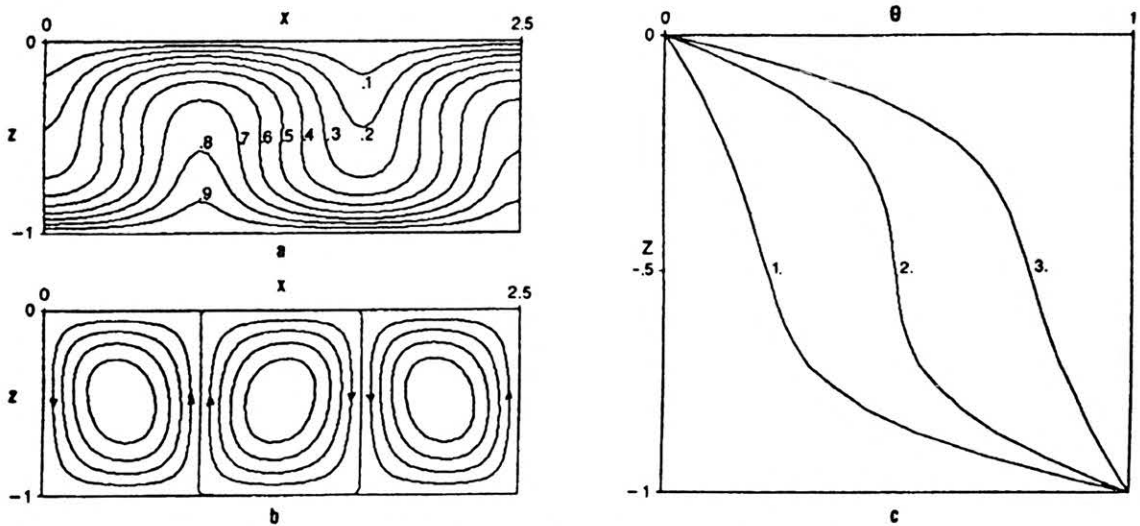 0 x 2.5
0
.1
z .8 .7 .6 .5 .4 .3 .2
.9
-1
a
0 x 2.5
0
z
-1
b
0 θ 1
0
z
-.5 1. 2. 3.
-1
c